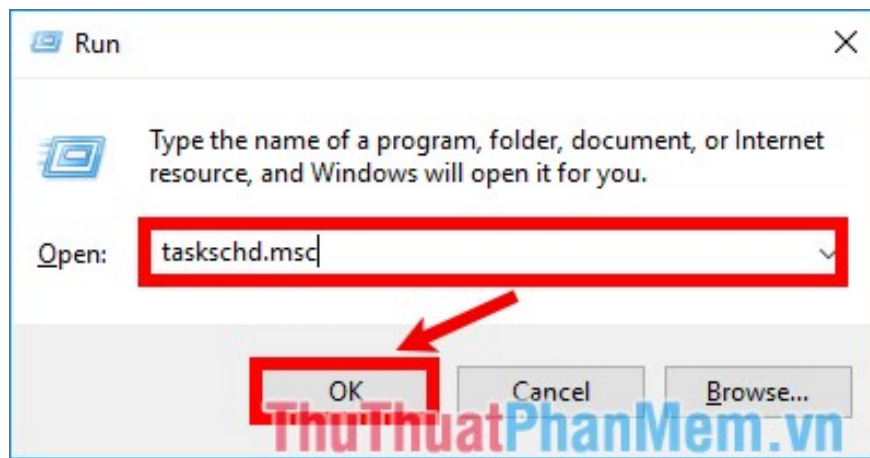 Run
Type the name of a program, folder, document, or Internet
resource, and Windows will open it for you.
Open:
taskschd.msc
OK
Cancel
Browse...
ThuThuatPhanMem.vn